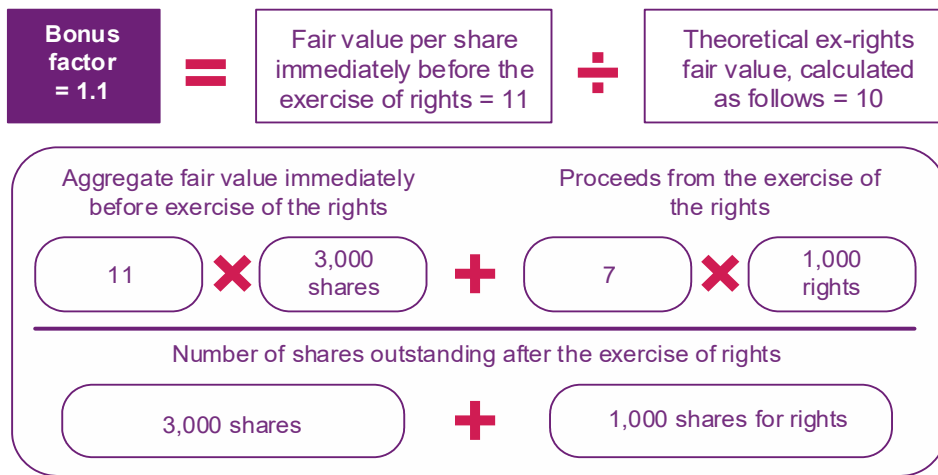 Bonus
factor
= 1.1
=
Fair value per share
immediately before the
exercise of rights = 11
÷
Theoretical ex-rights
fair value, calculated
as follows = 10
Aggregate fair value immediately
before exercise of the rights
Proceeds from the exercise of
the rights
11
×
3,000
shares
+
7
×
1,000
rights
Number of shares outstanding after the exercise of rights
3,000 shares
+
1,000 shares for rights